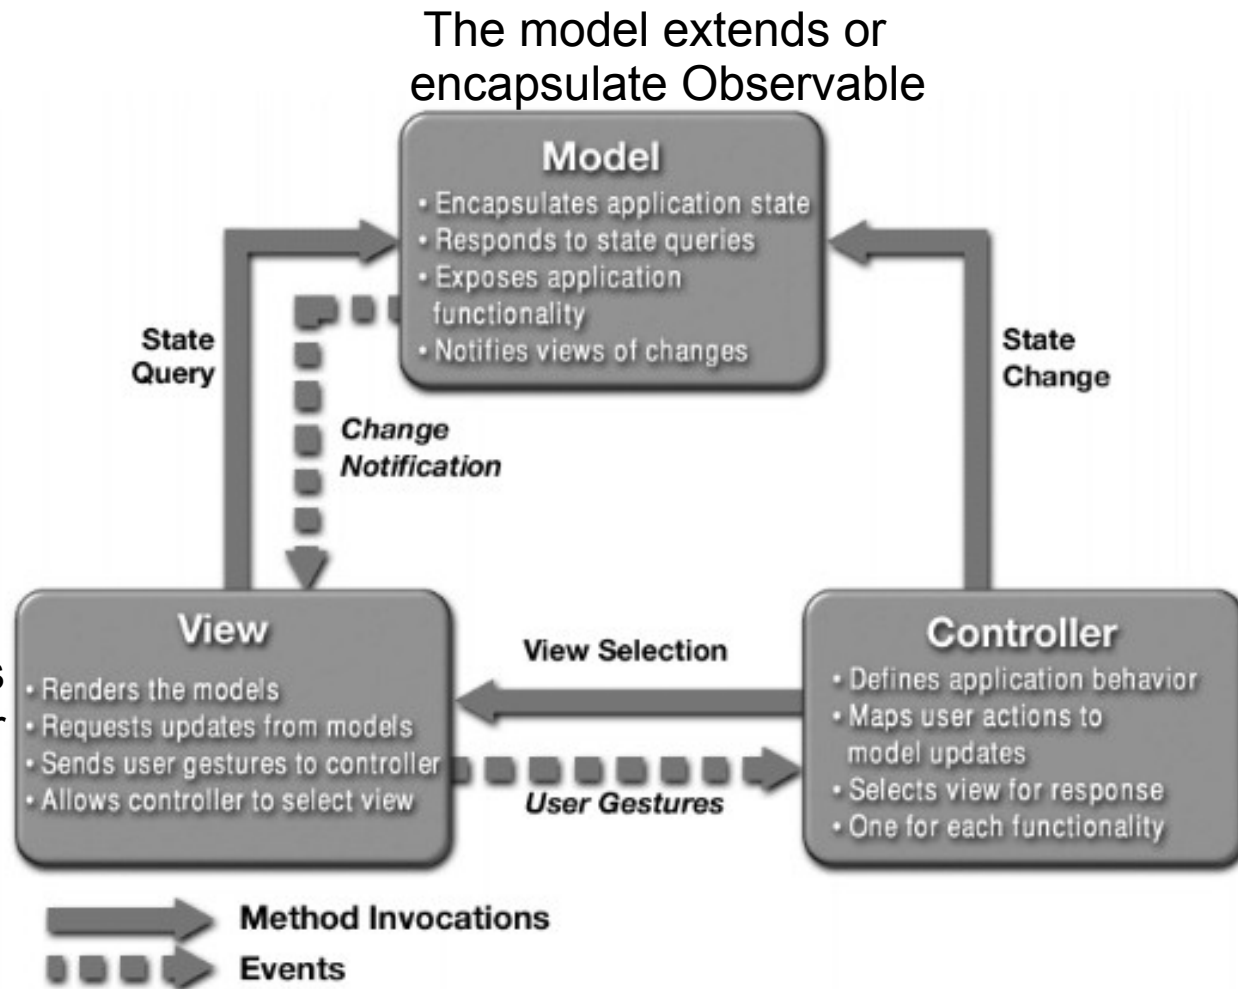 The model extends or
encapsulate Observable
Model
• Encapsulates application state
• Responds to state queries
• Exposes application
functionality
• Notifies views of changes
State
Query
Change
Notification
State
Change
View
• Renders the models
• Requests updates from models
• Sends user gestures to controller
• Allows controller to select view
View Selection
User Gestures
Controller
• Defines application behavior
• Maps user actions to
model updates
• Selects view for response
• One for each functionality
Method Invocations
Events